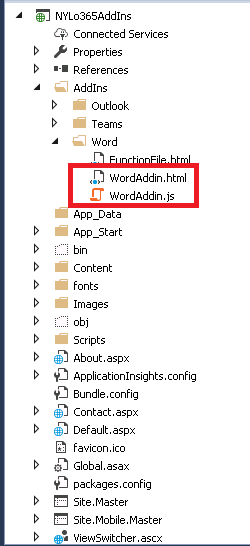 NYLo365AddIns
Connected Services
Properties
References
AddIns
Outlook
Teams
Word
FunctionFile.html
WordAddin.html
WordAddin.js
App_Data
App_Start
bin
Content
fonts
Images
obj
Scripts
About.aspx
ApplicationInsights.config
Bundle.config
Contact.aspx
Default.aspx
favicon.ico
Global.asax
packages.config
Site.Master
Site.Mobile.Master
ViewSwitcher.ascx